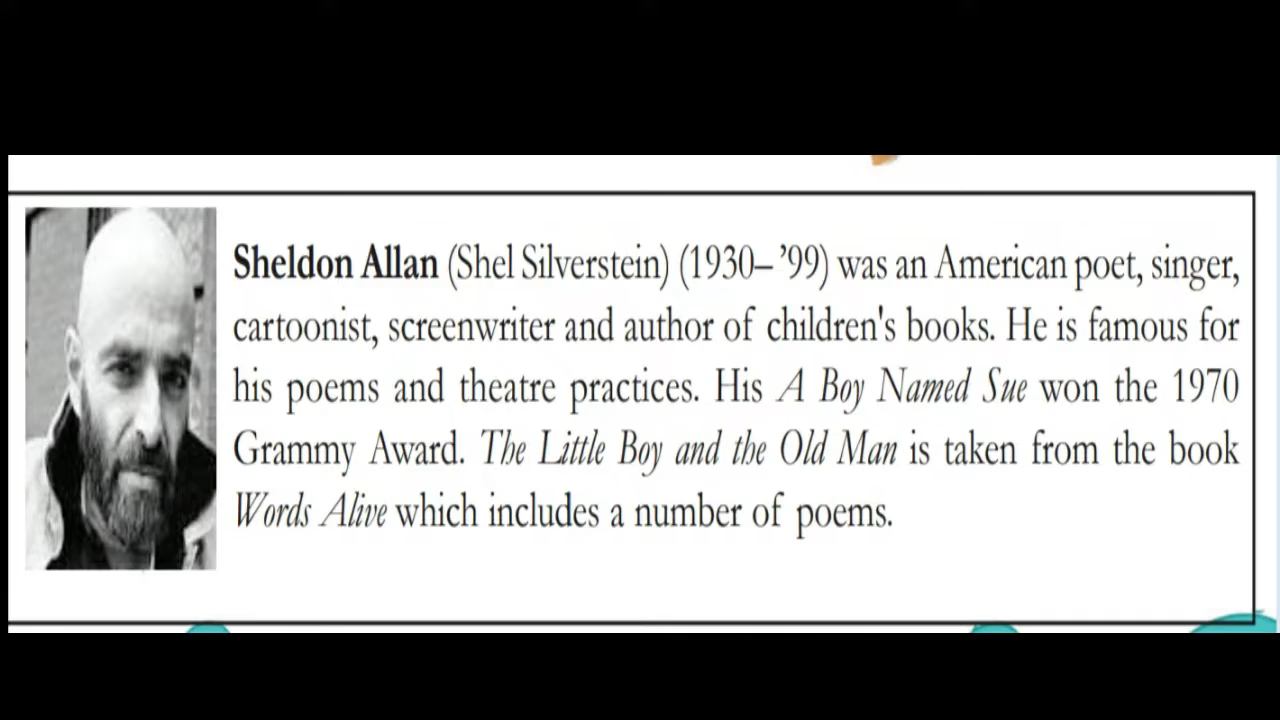 Sheldon Allan (Shel Silverstein) (1930– ’99) was an American poet, singer,
cartoonist, screenwriter and author of children's books. He is famous for
his poems and theatre practices. His A Boy Named Sue won the 1970
Grammy Award. The Little Boy and the Old Man is taken from the book
Words Alive which includes a number of poems.